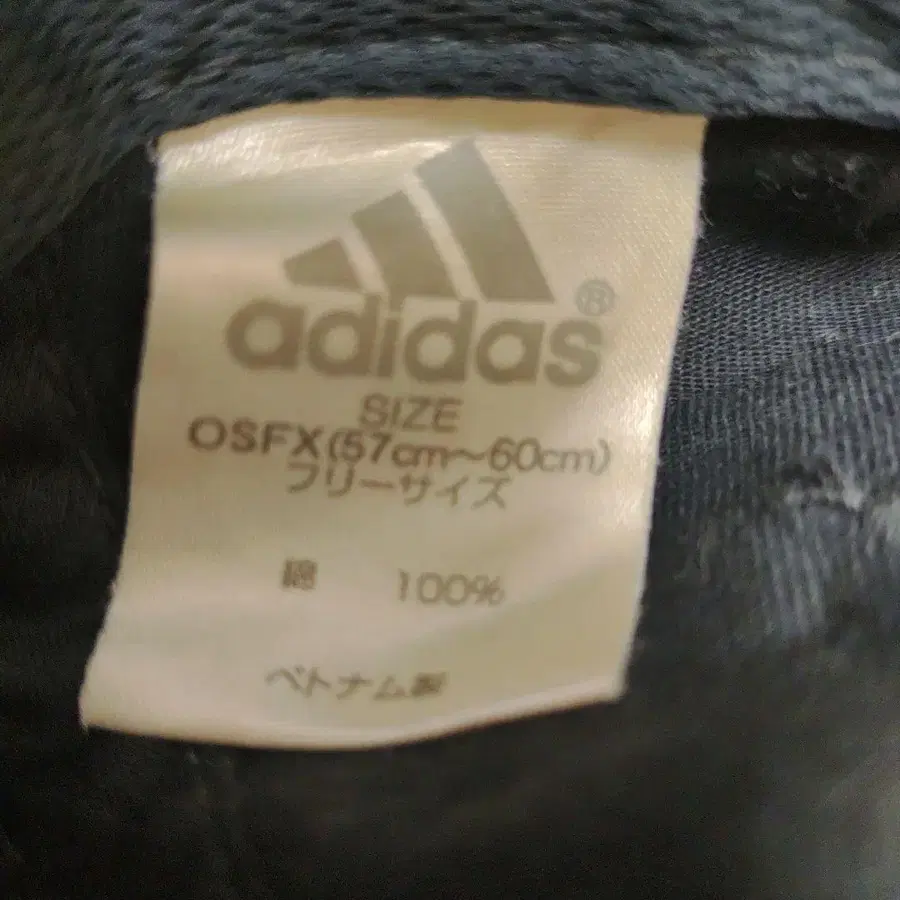 adidas®
SIZE
OSFX(57cm～60cm)
フリーサイズ
綿 100%
ベトナム製